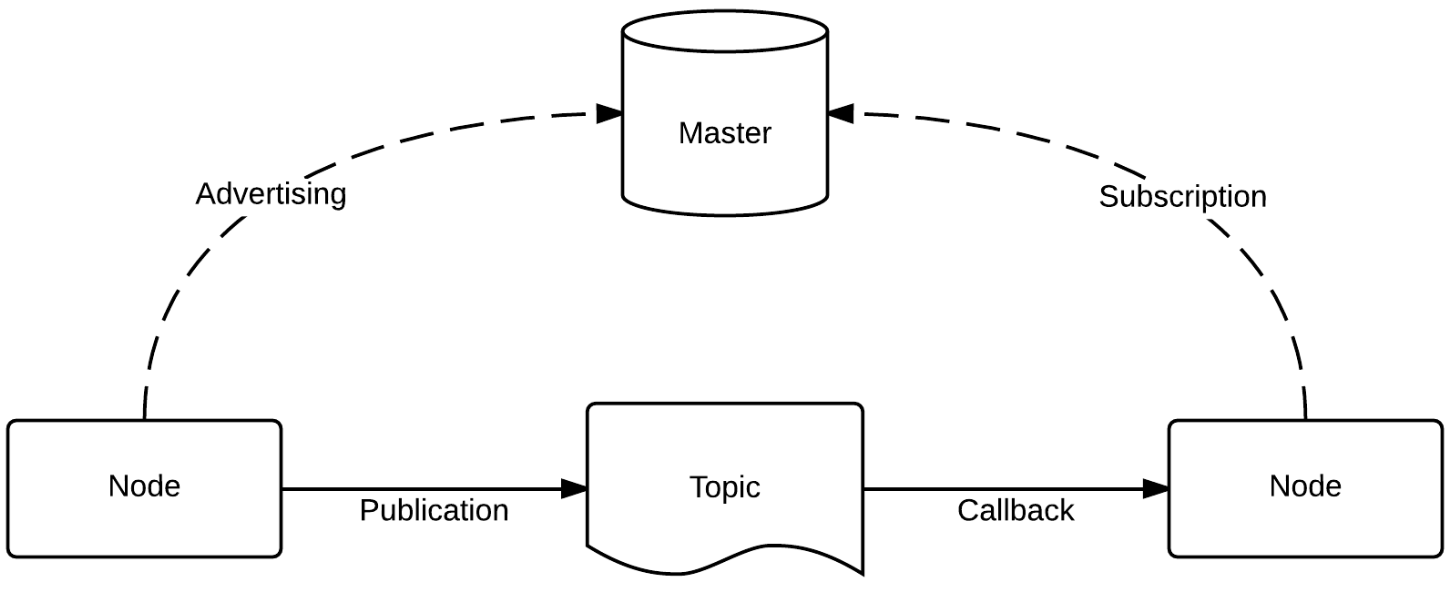 Master
Advertising
Subscription
Node
Topic
Node
Publication
Callback